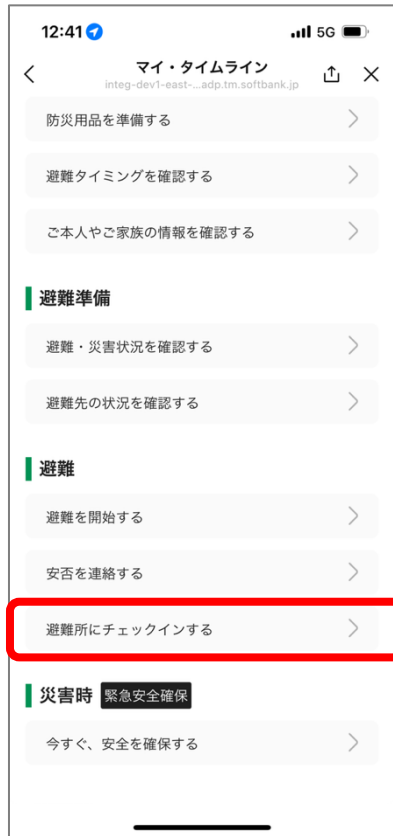 12:41 5G
マイ・タイムライン
integ-dev1-east-...adp.tm.softbank.jp
防災用品を準備する
避難タイミングを確認する
ご本人やご家族の情報を確認する
避難準備
避難・災害状況を確認する
避難先の状況を確認する
避難
避難を開始する
安否を連絡する
避難所にチェックインする
災害時 緊急安全確保
今すぐ、安全を確保する